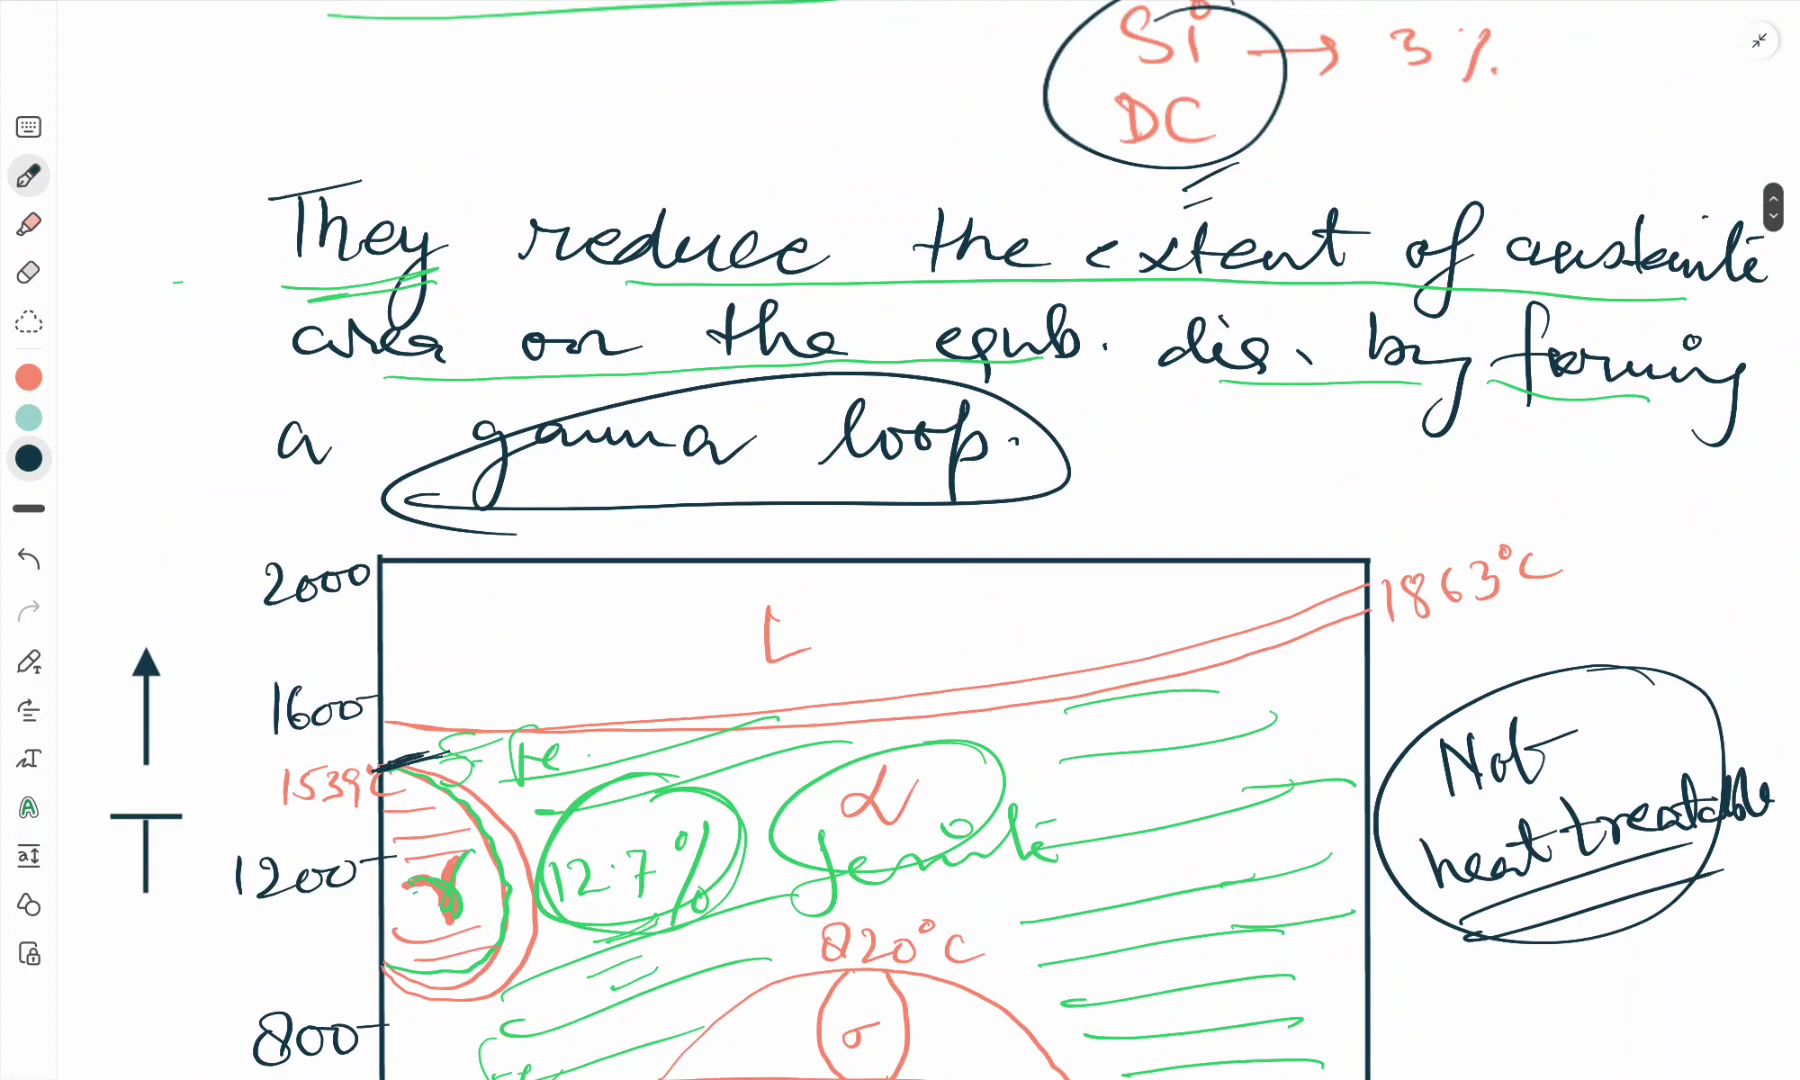 Si → 3 %.
DC
They reduce the extent of austenite
area on the equb. dia. by forming
a gamma loop.
2000
1863°C
L
1600
Fe
1539°C
Not
heat treatable
α
12.7%
ferrite
1200
γ
820°C
800
σ